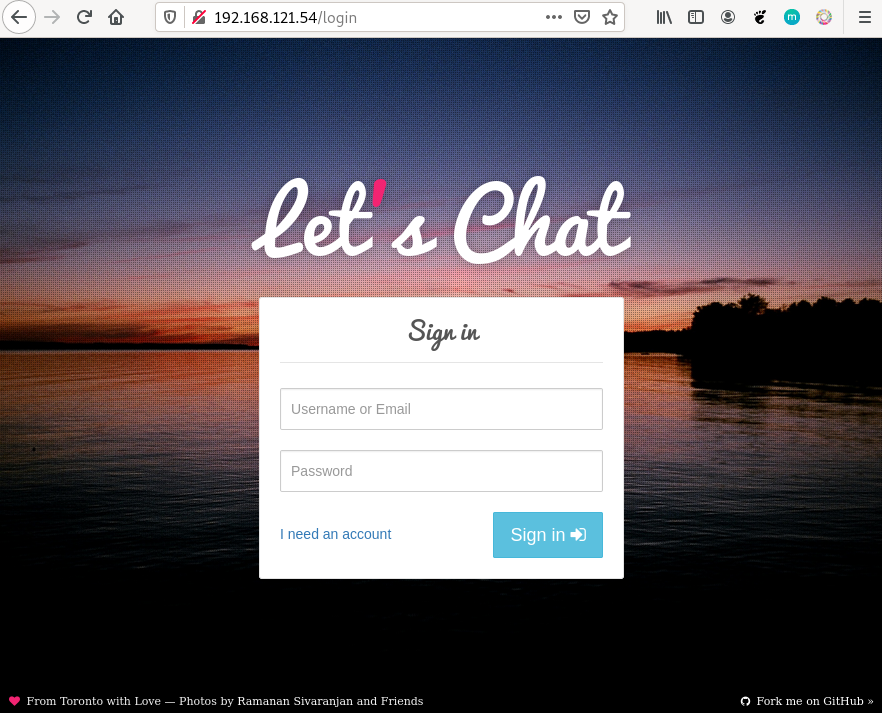 192.168.121.54/login
m
Let's Chat
Sign in
Username or Email
Password
I need an account
Sign in
From Toronto with Love — Photos by Ramanan Sivaranjan and Friends
Fork me on GitHub »